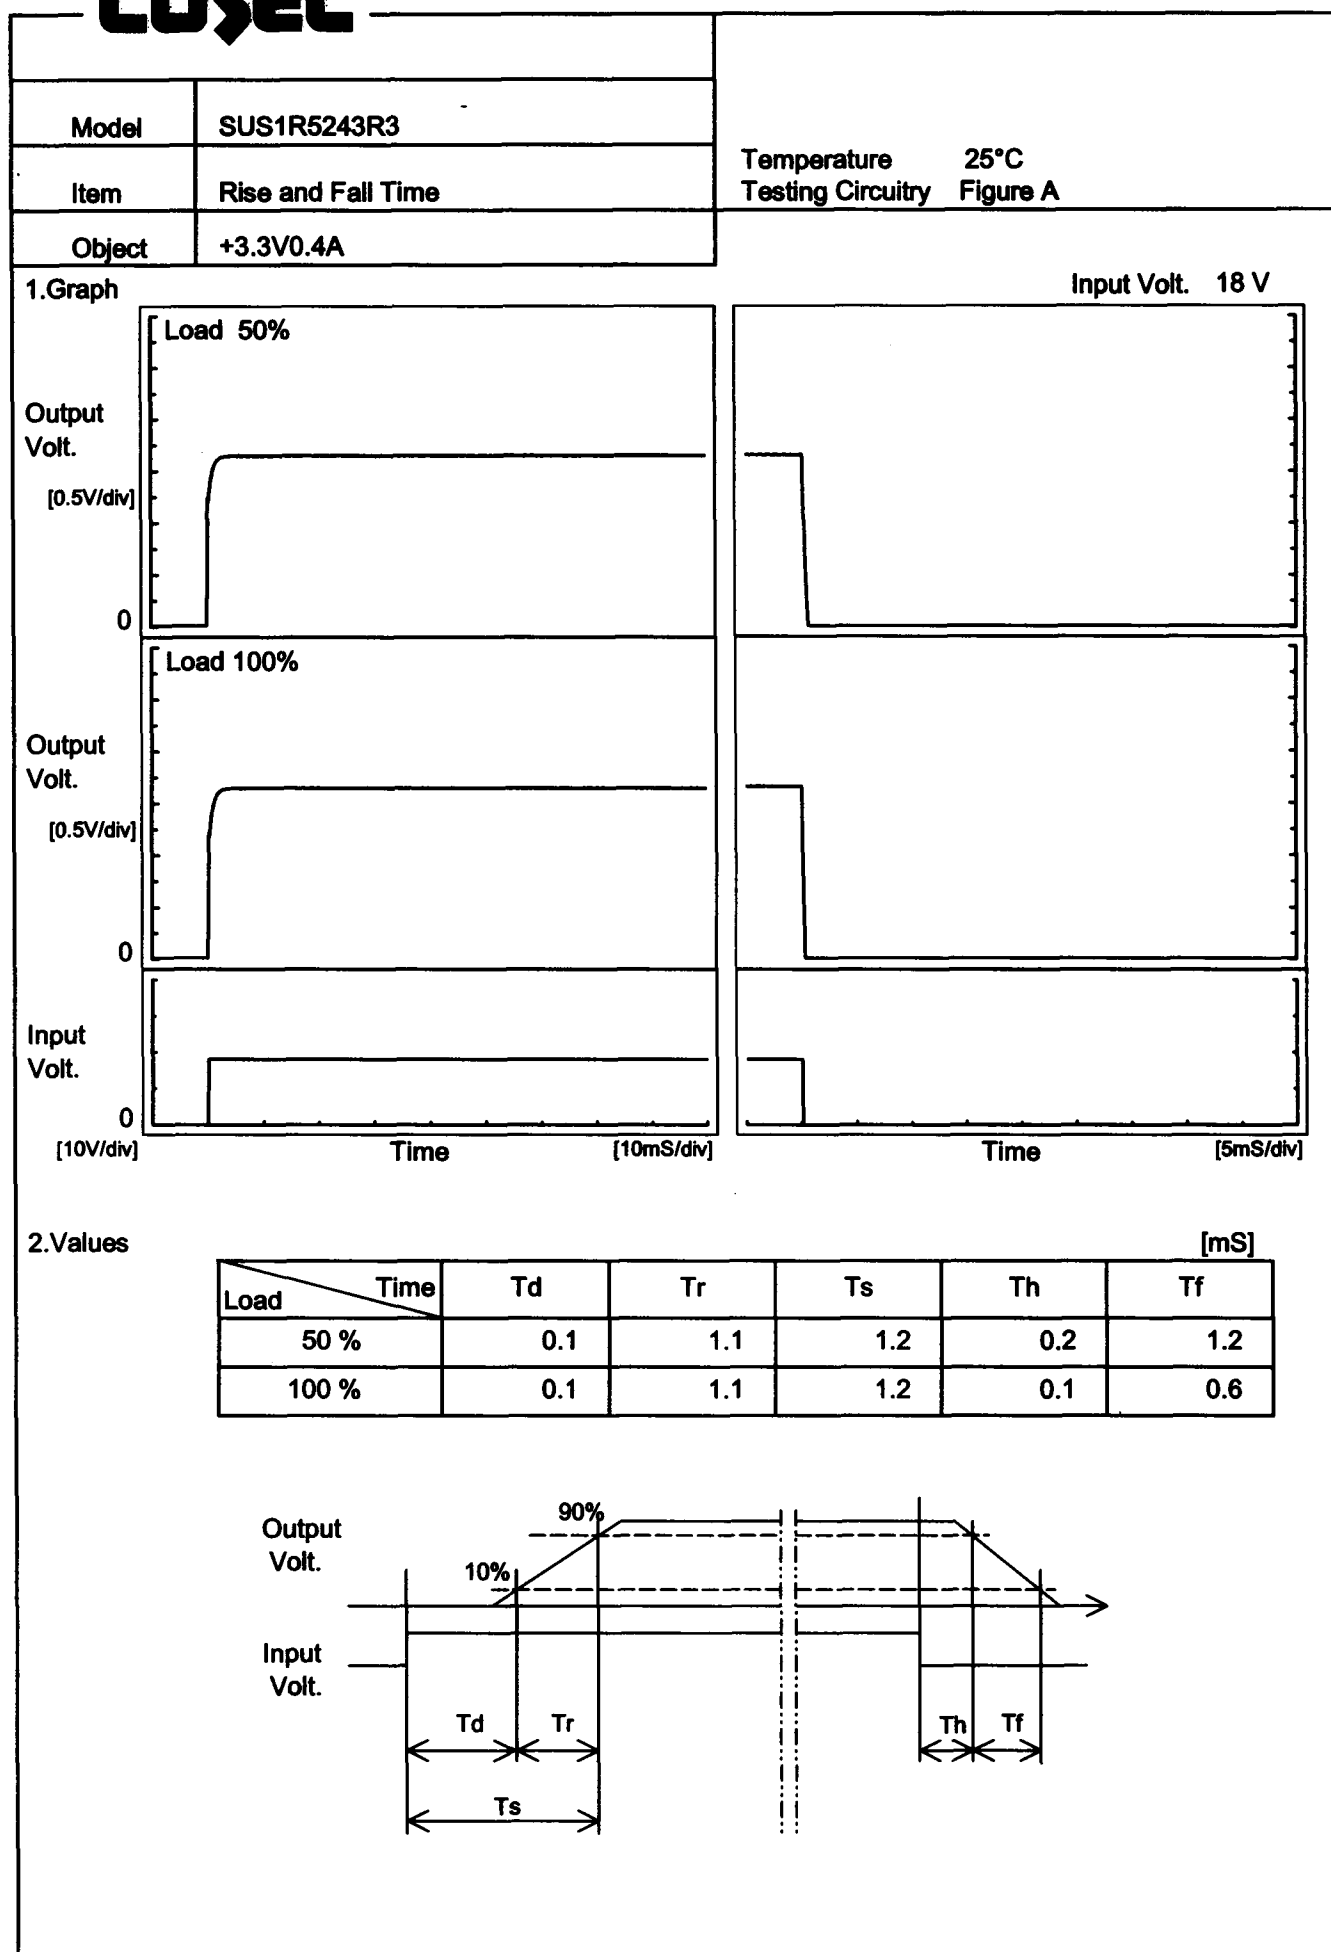 Model SUS1R5243R3
Item Rise and Fall Time
Object +3.3V0.4A
Temperature 25°C
Testing Circuitry Figure A
1.Graph
Input Volt. 18 V
Load 50%
Output
Volt.
[0.5V/div]
0
Load 100%
Output
Volt.
[0.5V/div]
0
Input
Volt.
0
[10V/div] Time [10mS/div] Time [5mS/div]
2.Values [mS]
Time Td Tr Ts Th Tf
Load
50 % 0.1 1.1 1.2 0.2 1.2
100 % 0.1 1.1 1.2 0.1 0.6
90%
Output
Volt.
10%
Input
Volt.
Td Tr Th Tf
Ts